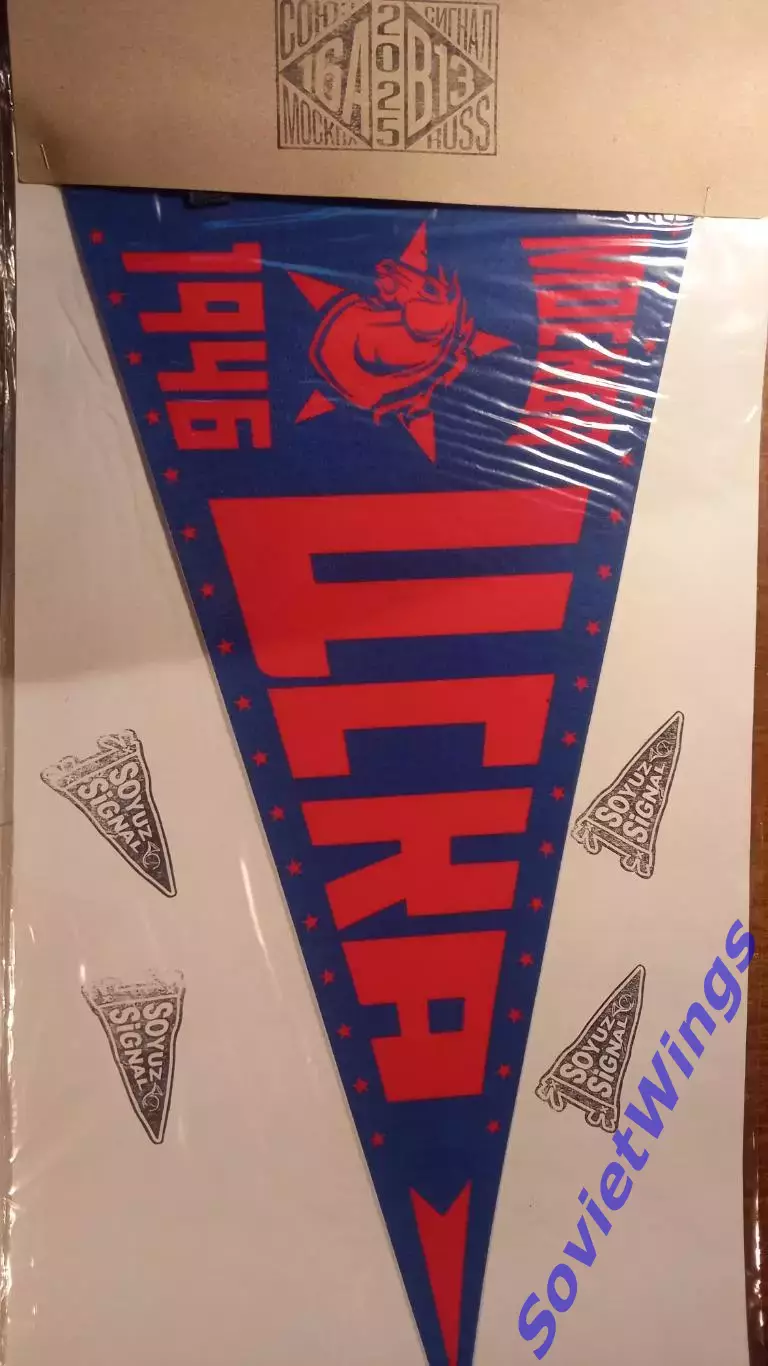 СОЮЗ СИГНАЛ
16А 2025 В13
МОСКВА RUSS
1946
МОСКВА
ЦСКА
SOYUZ
SIGNAL
SOYUZ
SIGNAL
SOYUZ
SIGNAL
SOYUZ
SIGNAL
SovietWings